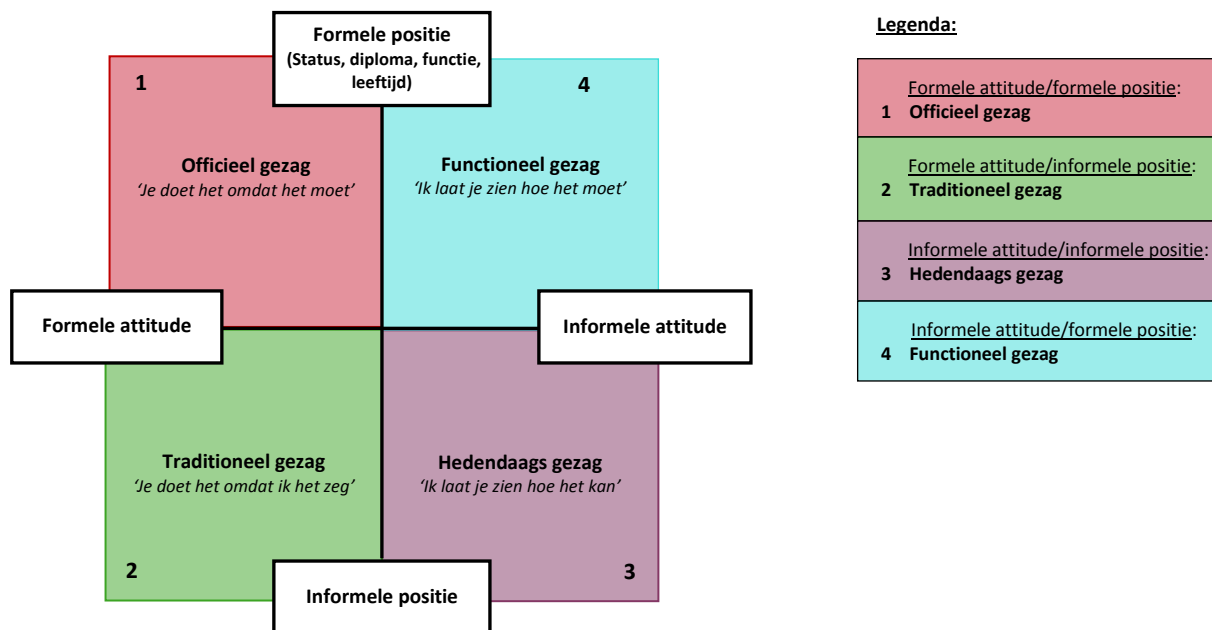 Formele positie
(Status, diploma, functie,
leeftijd)
1
4
Officieel gezag
'Je doet het omdat het moet'
Functioneel gezag
'Ik laat je zien hoe het moet'
Formele attitude
Informele attitude
Traditioneel gezag
'Je doet het omdat ik het zeg'
Hedendaags gezag
'Ik laat je zien hoe het kan'
2
3
Informele positie
Legenda:
Formele attitude/formele positie:
1 Officieel gezag
Formele attitude/informele positie:
2 Traditioneel gezag
Informele attitude/informele positie:
3 Hedendaags gezag
Informele attitude/formele positie:
4 Functioneel gezag